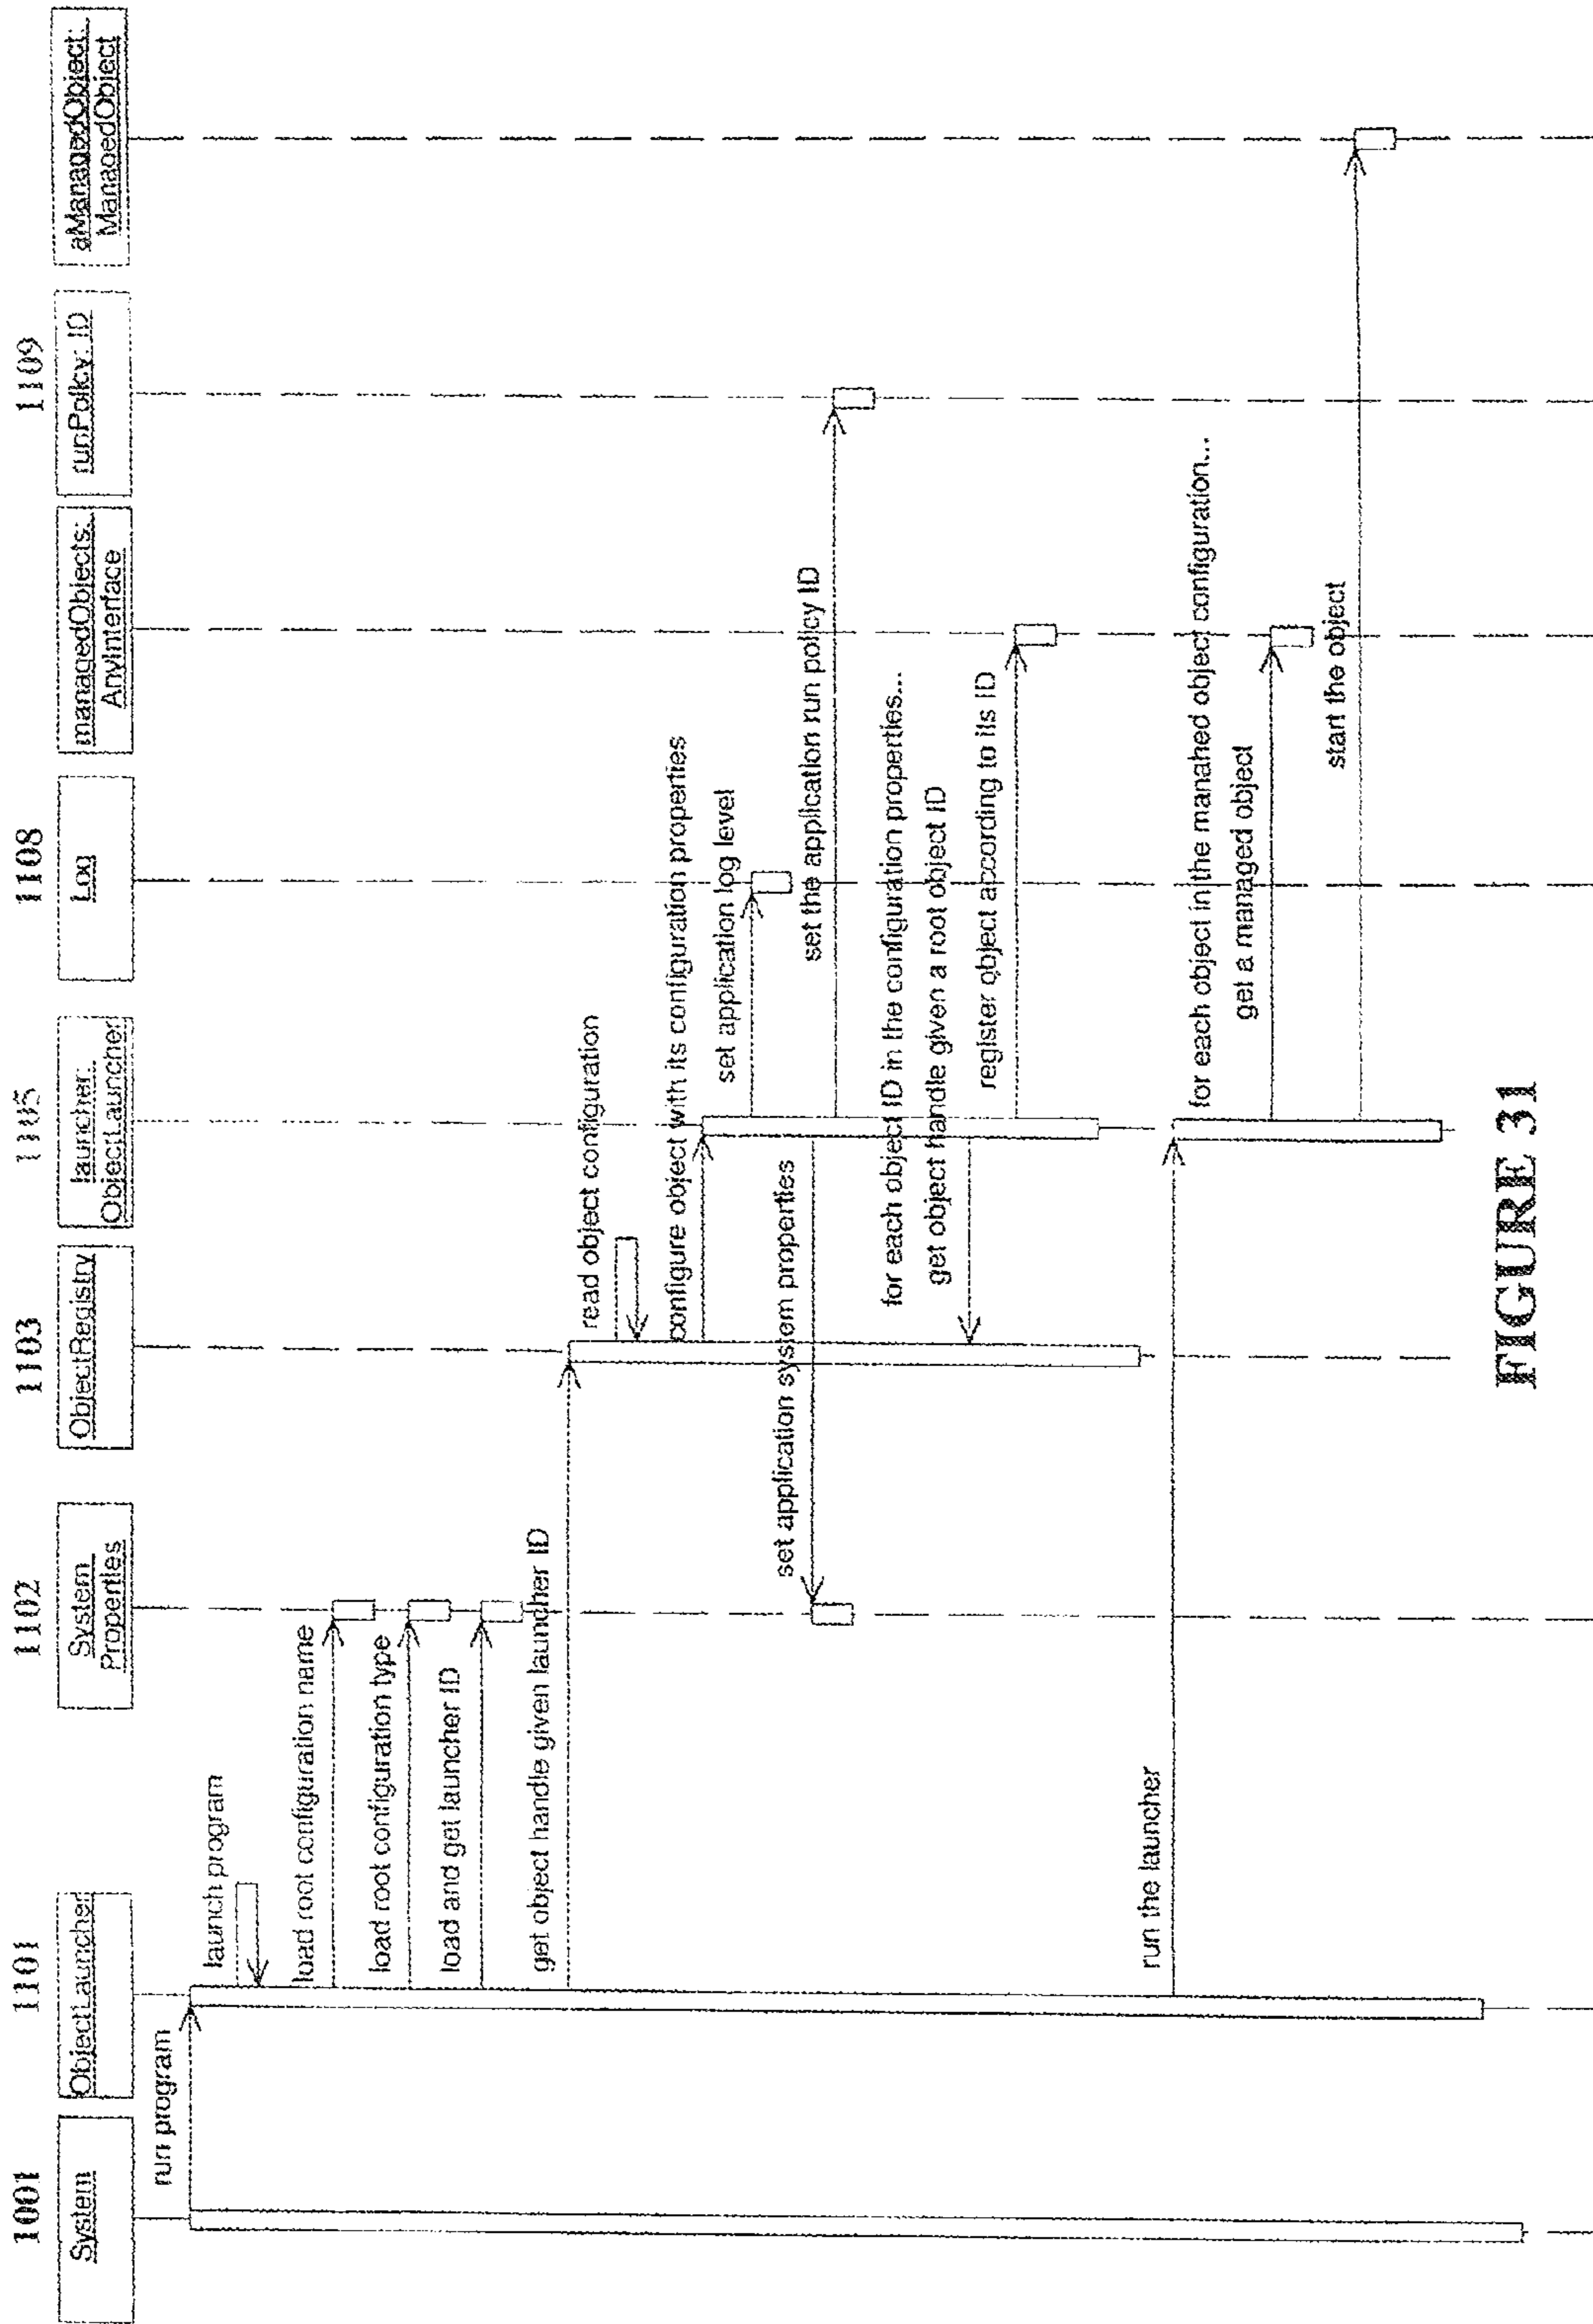 1001
1101
1102
1103
1105
1108
1109
System
ObjectLauncher
System
Properties
ObjectRegistry
launcher:
ObjectLauncher
Log
managedObjects:
AnyInterface
runPolicy: ID
aManagedObject:
ManagedObject
run program
launch program
load root configuration name
load root configuration type
load and get launcher ID
get object handle given launcher ID
read object configuration
configure object with its configuration properties
set application log level
set application system properties
set the application run policy ID
for each object ID in the configuration properties...
get object handle given a root object ID
register object according to its ID
run the launcher
for each object in the manahed object configuration...
get a managed object
start the object
FIGURE 31